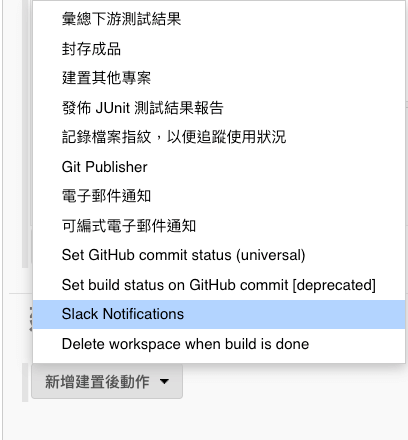 彙總下游測試結果
封存成品
建置其他專案
發佈 JUnit 測試結果報告
記錄檔案指紋，以便追蹤使用狀況
Git Publisher
電子郵件通知
可編式電子郵件通知
Set GitHub commit status (universal)
Set build status on GitHub commit [deprecated]
Slack Notifications
Delete workspace when build is done
新增建置後動作